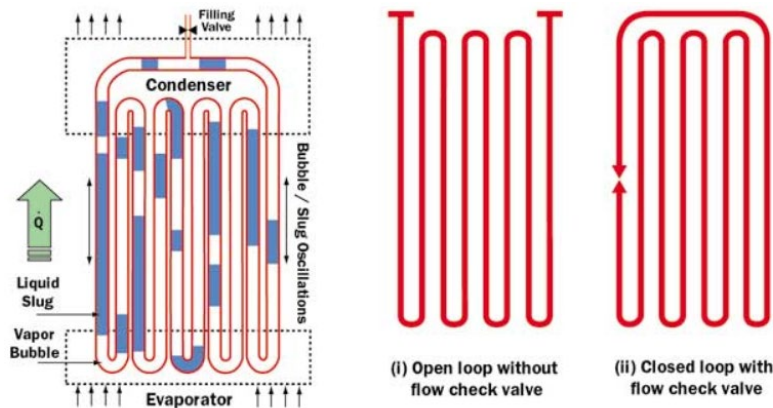 Filling
Valve
Condenser
Bubble / Slug Oscillations
Q̇
Liquid
Slug
Vapor
Bubble
Evaporator
(i) Open loop without
flow check valve
(ii) Closed loop with
flow check valve